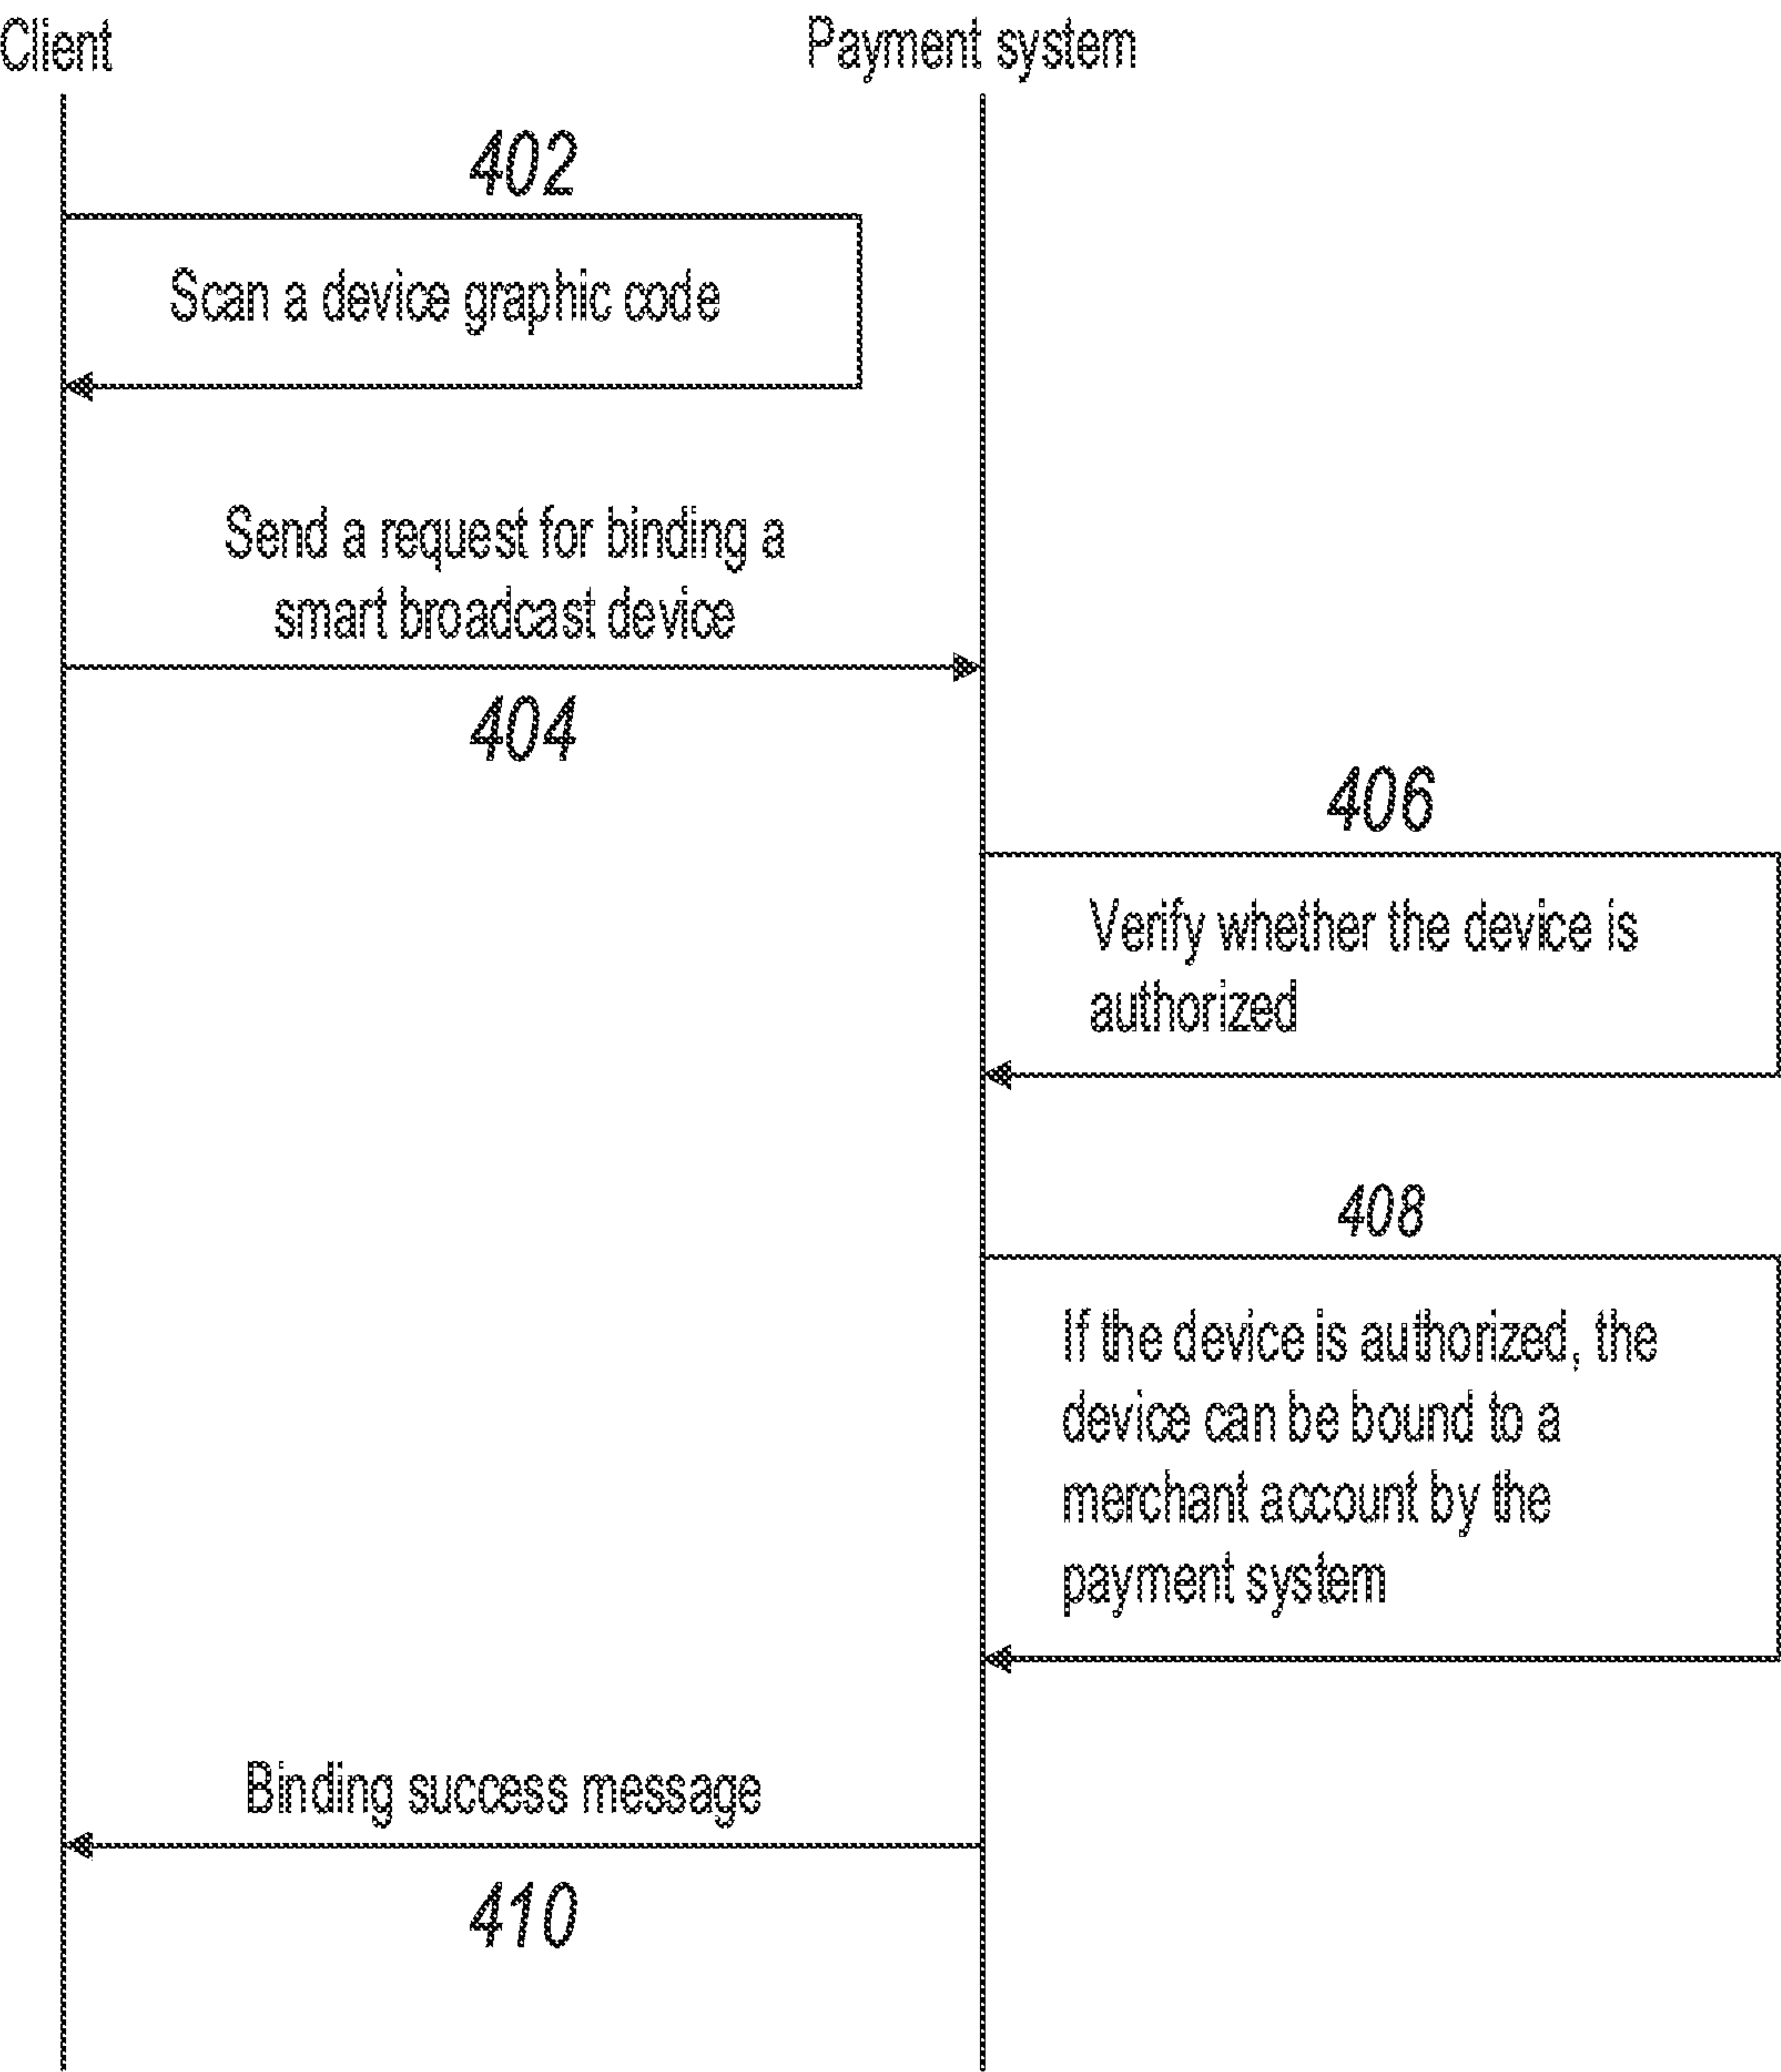 Client
Payment system
402
Scan a device graphic code
Send a request for binding a
smart broadcast device
404
406
Verify whether the device is
authorized
408
If the device is authorized, the
device can be bound to a
merchant account by the
payment system
Binding success message
410